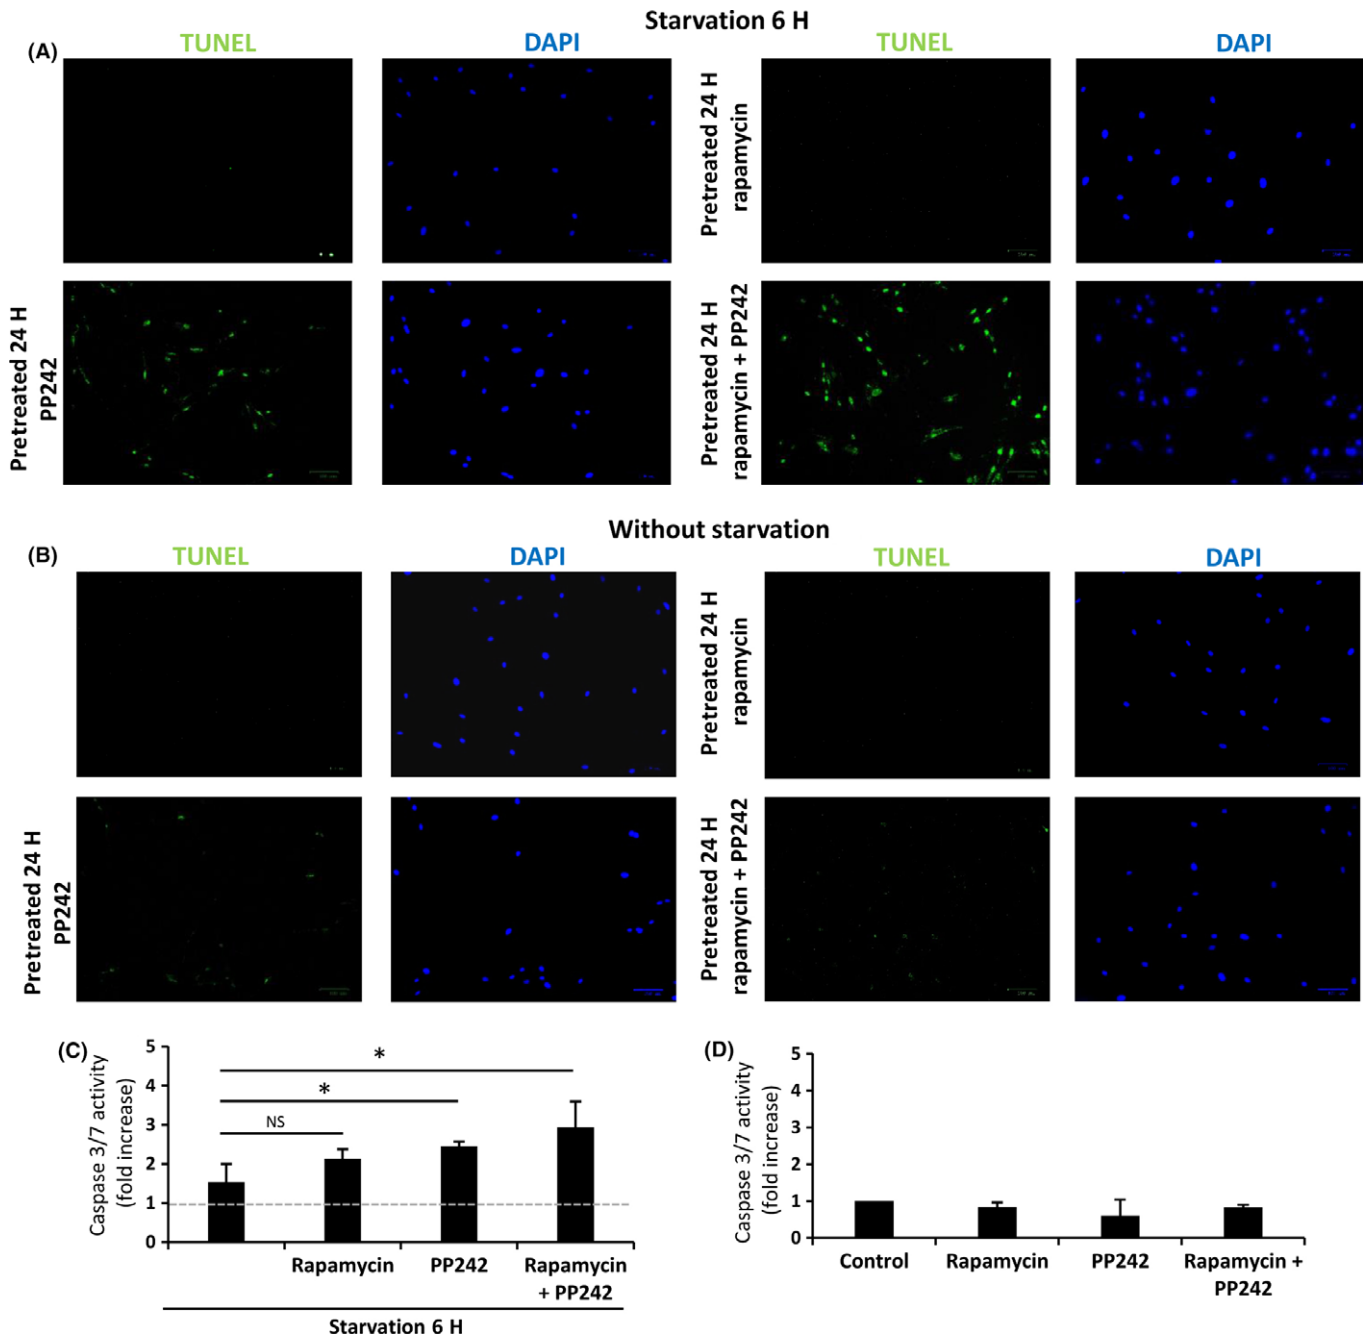 Starvation 6 H
(A)
TUNEL
DAPI
TUNEL
DAPI
Pretreated 24 H
rapamycin
Pretreated 24 H
PP242
Pretreated 24 H
rapamycin + PP242
Without starvation
(B)
TUNEL
DAPI
TUNEL
DAPI
Pretreated 24 H
rapamycin
Pretreated 24 H
PP242
Pretreated 24 H
rapamycin + PP242
(C)
Caspase 3/7 activity
(fold increase)
5
4
3
2
1
0
*
*
NS
Rapamycin
PP242
Rapamycin
+ PP242
Starvation 6 H
(D)
Caspase 3/7 activity
(fold increase)
5
4
3
2
1
0
Control
Rapamycin
PP242
Rapamycin +
PP242